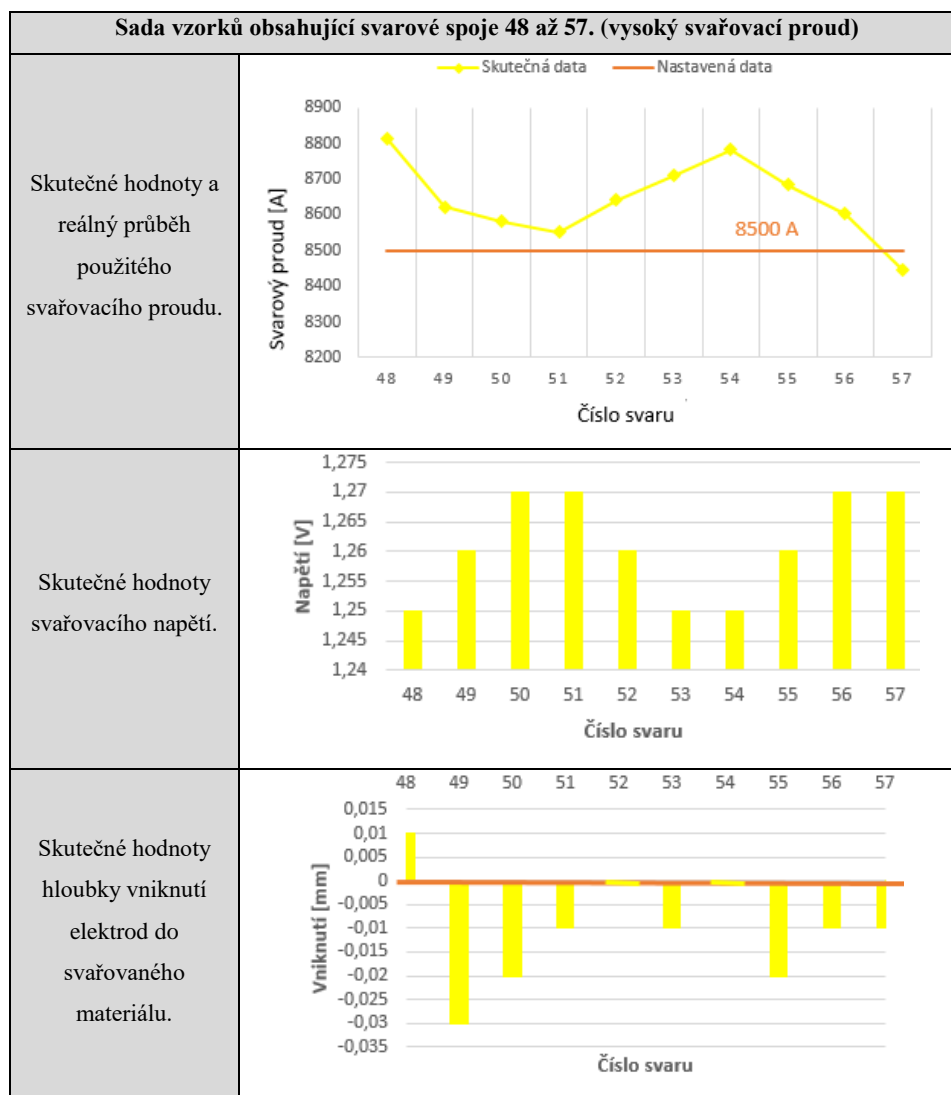 Sada vzorků obsahující svarové spoje 48 až 57. (vysoký svařovací proud)
Skutečné hodnoty a
reálný průběh
použitého
svařovacího proudu.
Skutečná data Nastavená data
Svarový proud [A]
8900
8800
8700
8600
8500
8400
8300
8200
8500 A
48 49 50 51 52 53 54 55 56 57
Číslo svaru
Skutečné hodnoty
svařovacího napětí.
Napětí [V]
1,275
1,27
1,265
1,26
1,255
1,25
1,245
1,24
48 49 50 51 52 53 54 55 56 57
Číslo svaru
Skutečné hodnoty
hloubky vniknutí
elektrod do
svařovaného
materiálu.
48 49 50 51 52 53 54 55 56 57
Vniknutí [mm]
0,015
0,01
0,005
0
-0,005
-0,01
-0,015
-0,02
-0,025
-0,03
-0,035
Číslo svaru